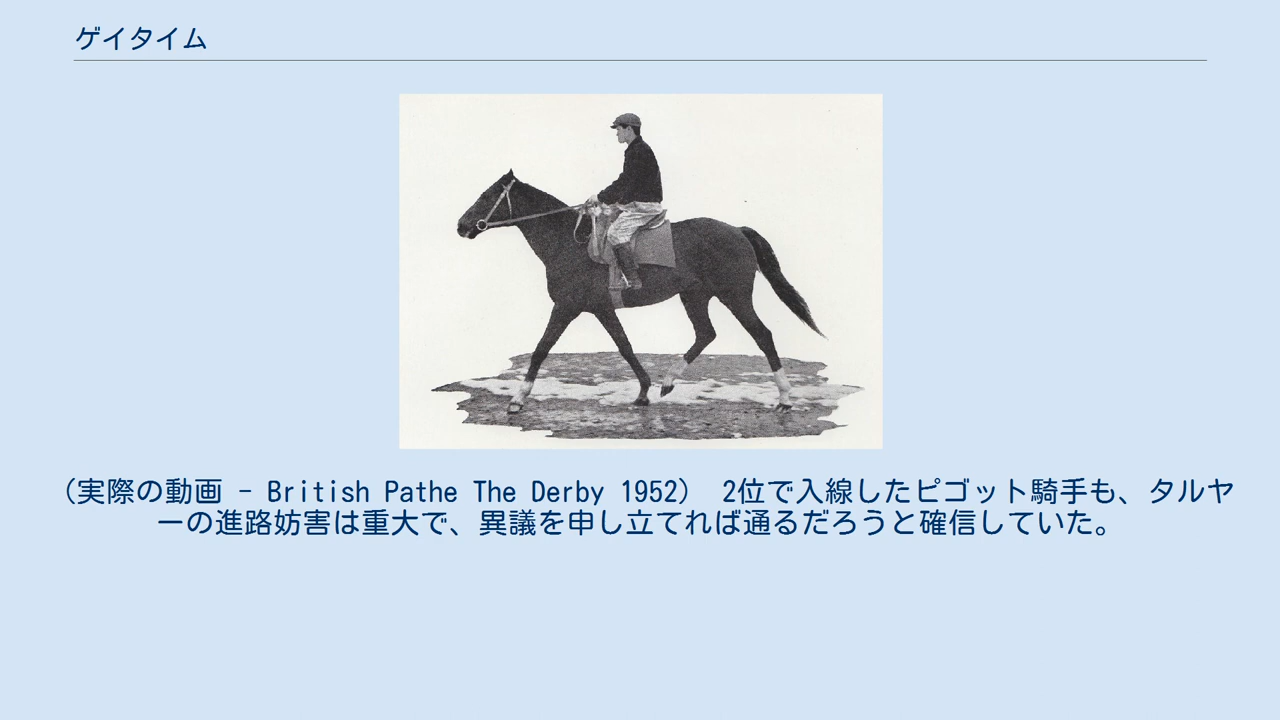 ゲイタイム
（実際の動画 - British Pathe The Derby 1952） 2位で入線したピゴット騎手も、タルヤ
ーの進路妨害は重大で、異議を申し立てれば通るだろうと確信していた。